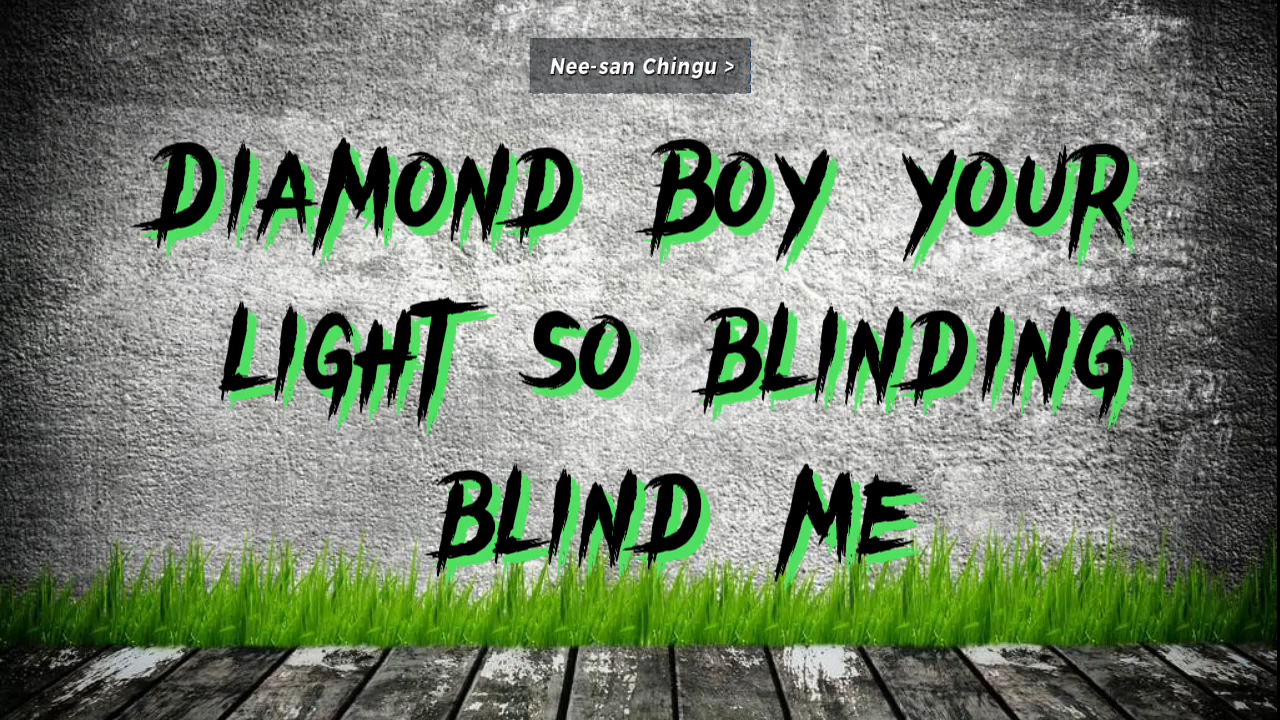 Nee-san Chingu >
DIAMOND BOY YOUR
LIGHT SO BLINDING
BLIND ME